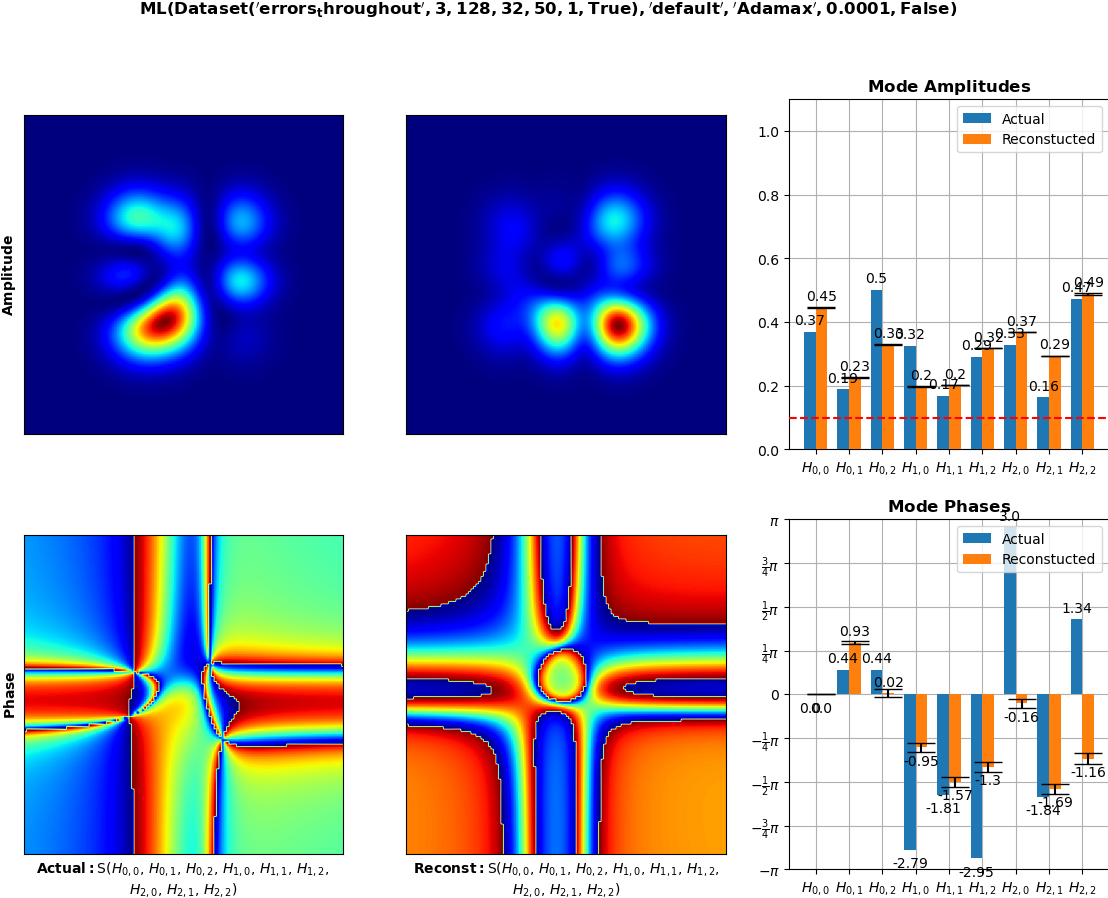 ML(Dataset('errors_throughout', 3, 128, 32, 50, 1, True), 'default', 'Adamax', 0.0001, False)
Amplitude
Mode Amplitudes
Actual
Reconstucted
1.0
0.8
0.6
0.4
0.2
0.0
0.37
0.45
0.19
0.23
0.5
0.33
0.32
0.2
0.17
0.2
0.29
0.32
0.33
0.37
0.16
0.29
0.47
0.49
H0,0 H0,1 H0,2 H1,0 H1,1 H1,2 H2,0 H2,1 H2,2
Phase
Actual: S(H0,0, H0,1, H0,2, H1,0, H1,1, H1,2,
H2,0, H2,1, H2,2)
Reconst: S(H0,0, H0,1, H0,2, H1,0, H1,1, H1,2,
H2,0, H2,1, H2,2)
Mode Phases
Actual
Reconstucted
π
3/4π
1/2π
1/4π
0
−1/4π
−1/2π
−3/4π
−π
0.0
0.0
0.44
0.93
0.44
0.02
-2.79
-0.95
-1.81
-1.57
-2.95
-1.3
3.0
-0.16
-1.84
-1.69
1.34
-1.16
H0,0 H0,1 H0,2 H1,0 H1,1 H1,2 H2,0 H2,1 H2,2